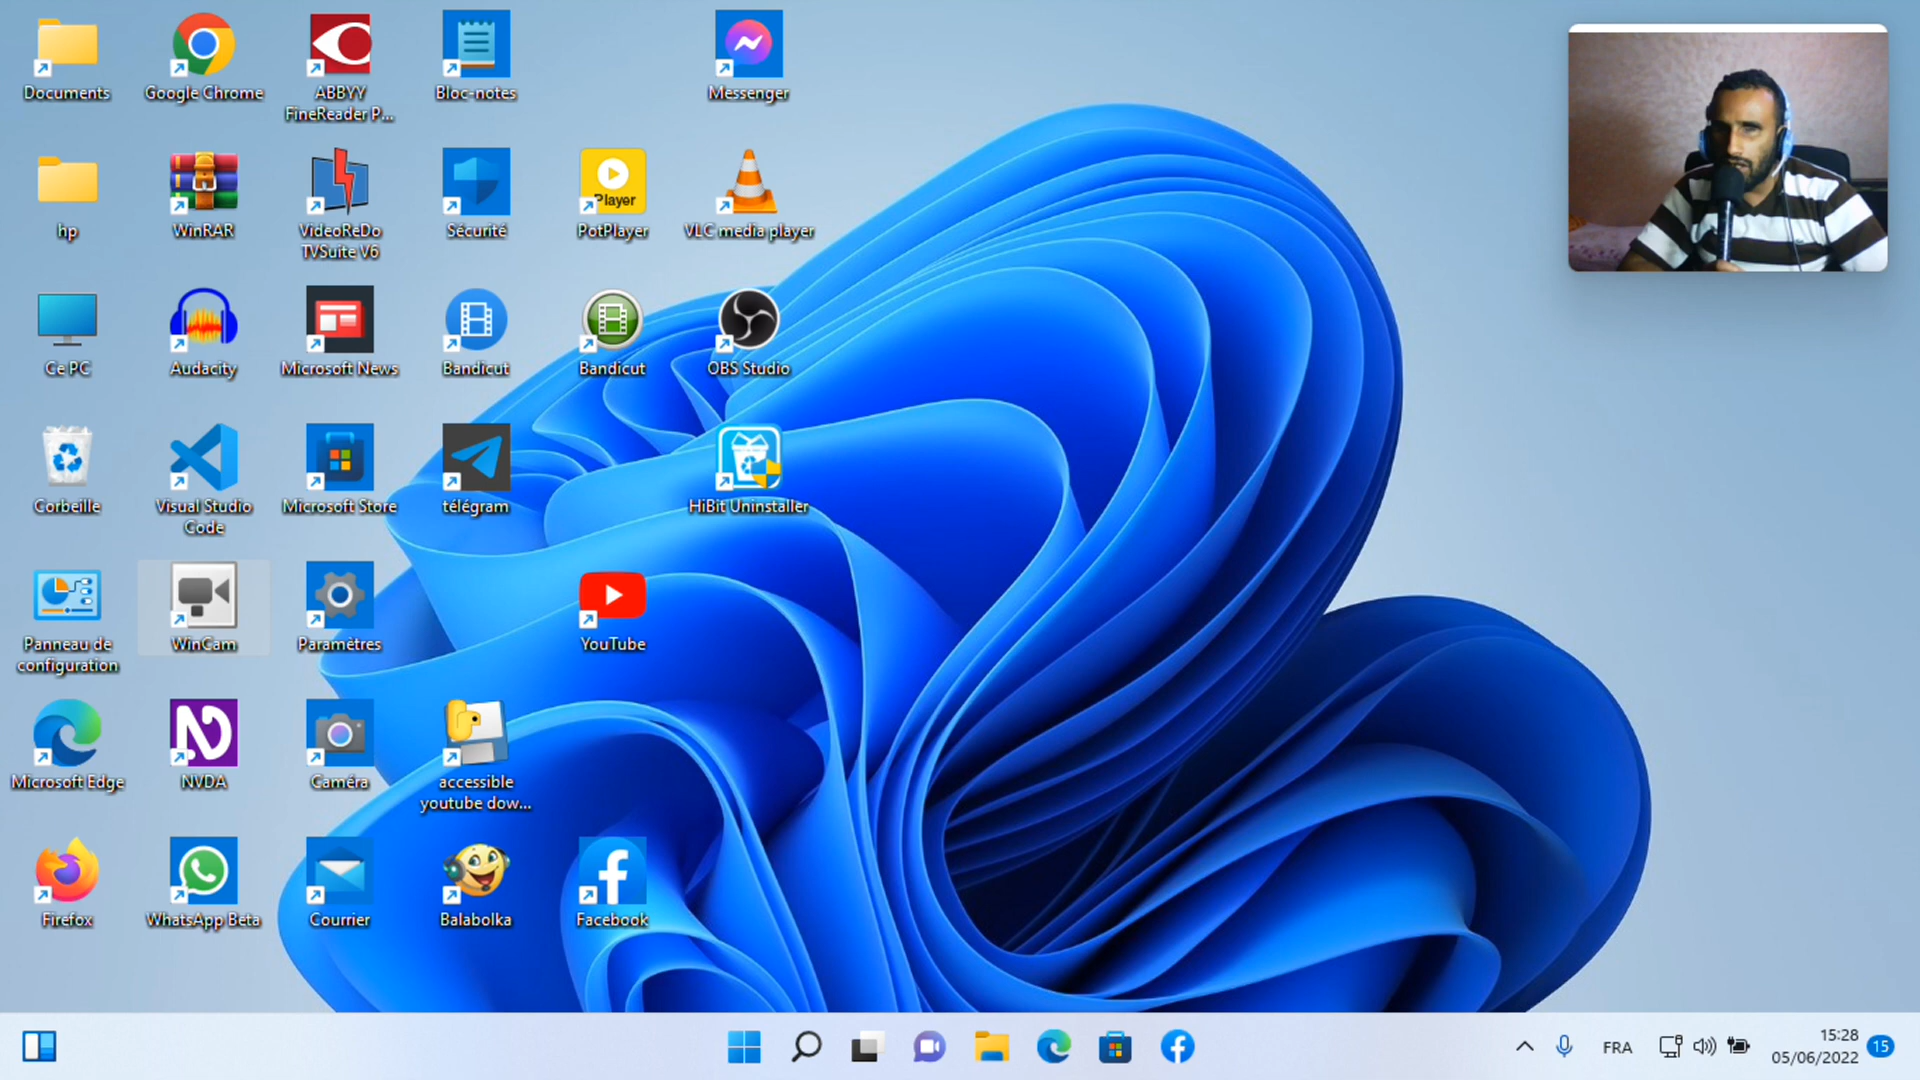 Documents
Google Chrome
ABBYY
FineReader P...
Bloc-notes
Messenger
hp
WinRAR
VideoReDo
TVSuite V6
Sécurité
Player
PotPlayer
VLC media player
Ce PC
Audacity
Microsoft News
Bandicut
Bandicut
OBS Studio
Corbeille
Visual Studio
Code
Microsoft Store
télégram
HiBit Uninstaller
Panneau de
configuration
WinCam
Paramètres
YouTube
Microsoft Edge
NVDA
Caméra
accessible
youtube dow...
Firefox
WhatsApp Beta
Courrier
Balabolka
Facebook
FRA
15:28
05/06/2022
15